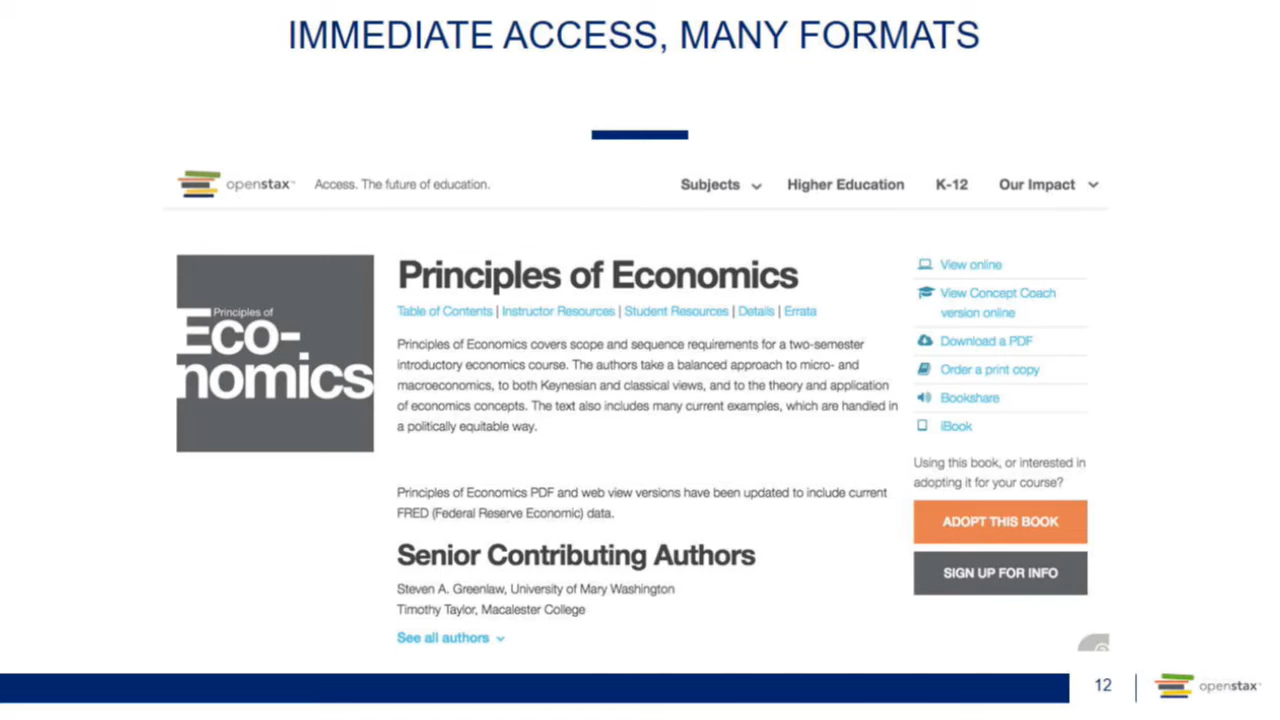 IMMEDIATE ACCESS, MANY FORMATS
openstax™ Access. The future of education. Subjects Higher Education K-12 Our Impact
Principles of
Eco-
nomics
Principles of Economics
Table of Contents | Instructor Resources | Student Resources | Details | Errata
Principles of Economics covers scope and sequence requirements for a two-semester
introductory economics course. The authors take a balanced approach to micro- and
macroeconomics, to both Keynesian and classical views, and to the theory and application
of economics concepts. The text also includes many current examples, which are handled in
a politically equitable way.
Principles of Economics PDF and web view versions have been updated to include current
FRED (Federal Reserve Economic) data.
Senior Contributing Authors
Steven A. Greenlaw, University of Mary Washington
Timothy Taylor, Macalester College
See all authors
View online
View Concept Coach
version online
Download a PDF
Order a print copy
Bookshare
iBook
Using this book, or interested in
adopting it for your course?
ADOPT THIS BOOK
SIGN UP FOR INFO
12
openstax™